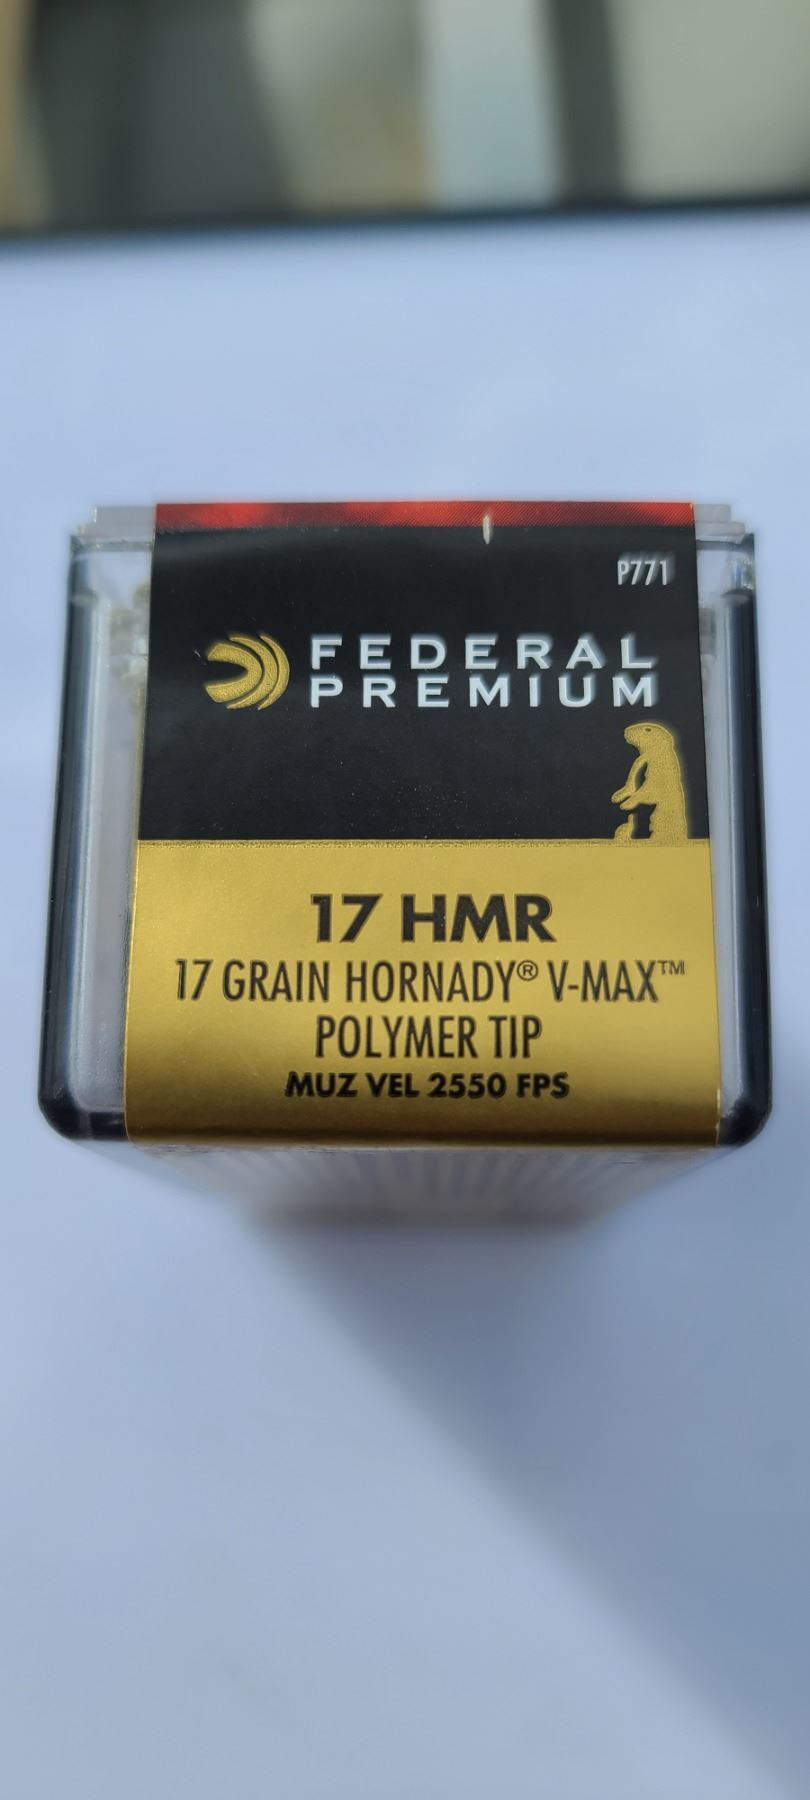 P771
FEDERAL
PREMIUM
17 HMR
17 GRAIN HORNADY® V-MAX™
POLYMER TIP
MUZ VEL 2550 FPS